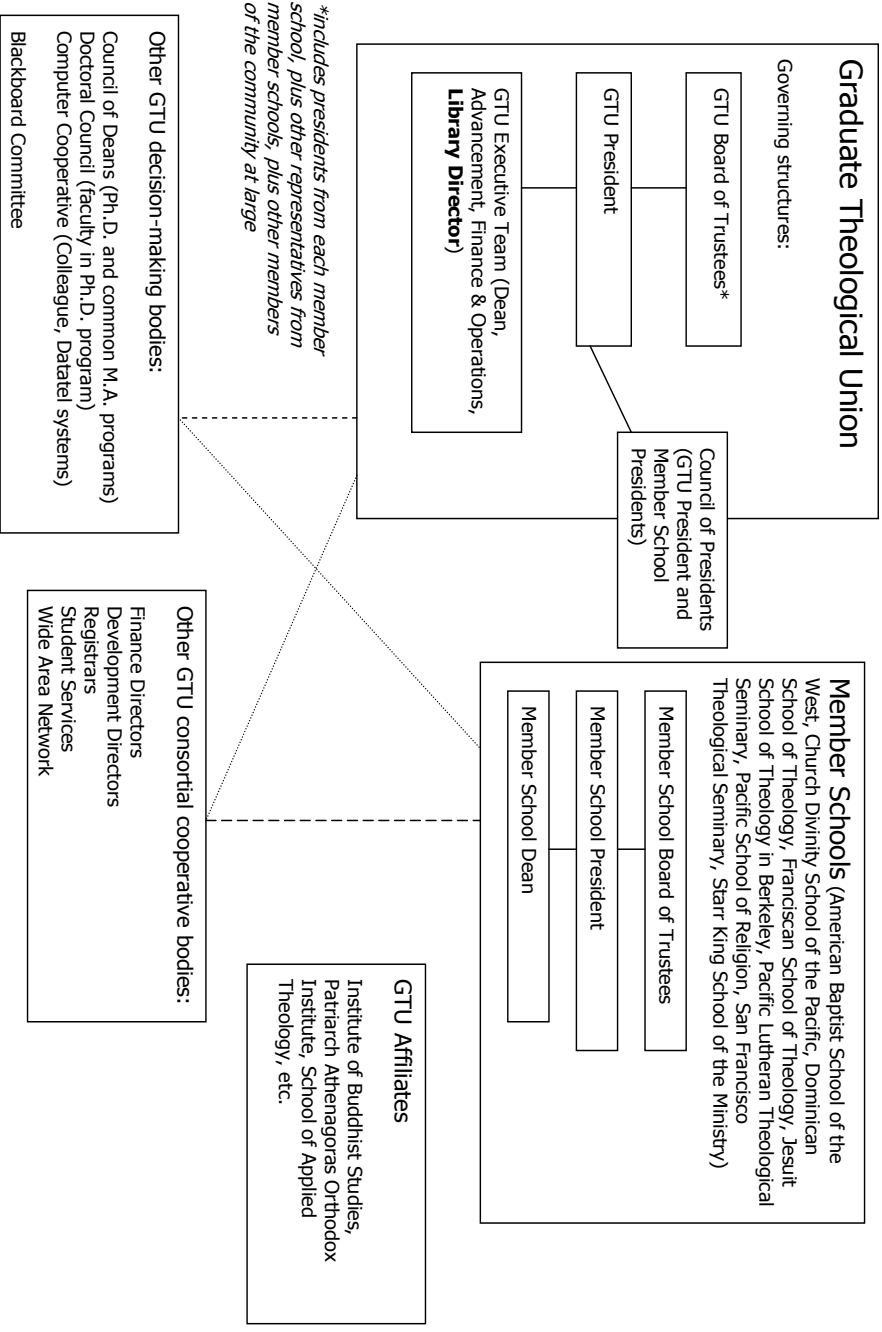 Graduate Theological Union
Governing structures:
GTU Board of Trustees*
GTU President
GTU Executive Team (Dean,
Advancement, Finance & Operations,
Library Director)
Council of Presidents
(GTU President and
Member School
Presidents)
*includes presidents from each member
school, plus other representatives from
member schools, plus other members
of the community at large
Member Schools (American Baptist School of the
West, Church Divinity School of the Pacific, Dominican
School of Theology, Franciscan School of Theology, Jesuit
School of Theology in Berkeley, Pacific Lutheran Theological
Seminary, Pacific School of Religion, San Francisco
Theological Seminary, Starr King School of the Ministry)
Member School Board of Trustees
Member School President
Member School Dean
Other GTU decision-making bodies:
Council of Deans (Ph.D. and common M.A. programs)
Doctoral Council (faculty in Ph.D. program)
Computer Cooperative (Colleague, Datatel systems)
Blackboard Committee
Other GTU consortial cooperative bodies:
Finance Directors
Development Directors
Registrars
Student Services
Wide Area Network
GTU Affiliates
Institute of Buddhist Studies,
Patriarch Athenagoras Orthodox
Institute, School of Applied
Theology, etc.